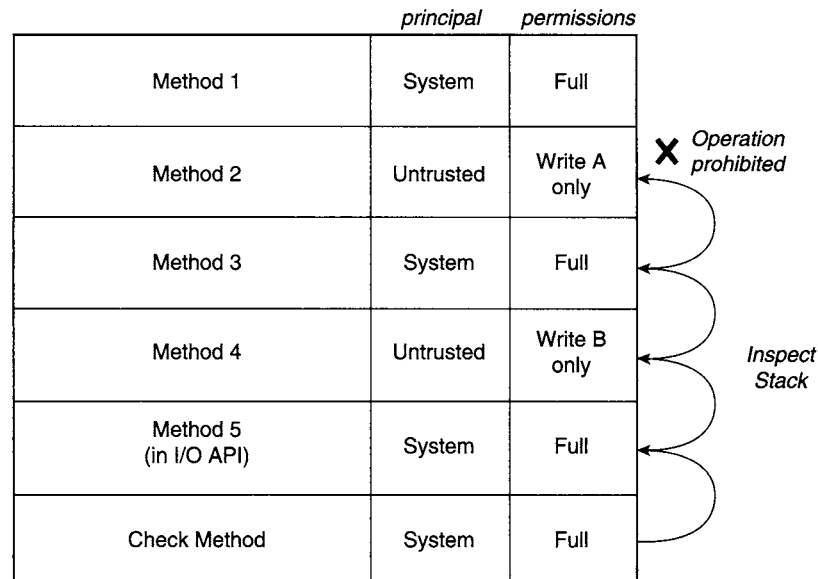 principal permissions
Method 1 System Full
Method 2 Untrusted Write A only
X Operation prohibited
Method 3 System Full
Method 4 Untrusted Write B only
Inspect Stack
Method 5 (in I/O API) System Full
Check Method System Full